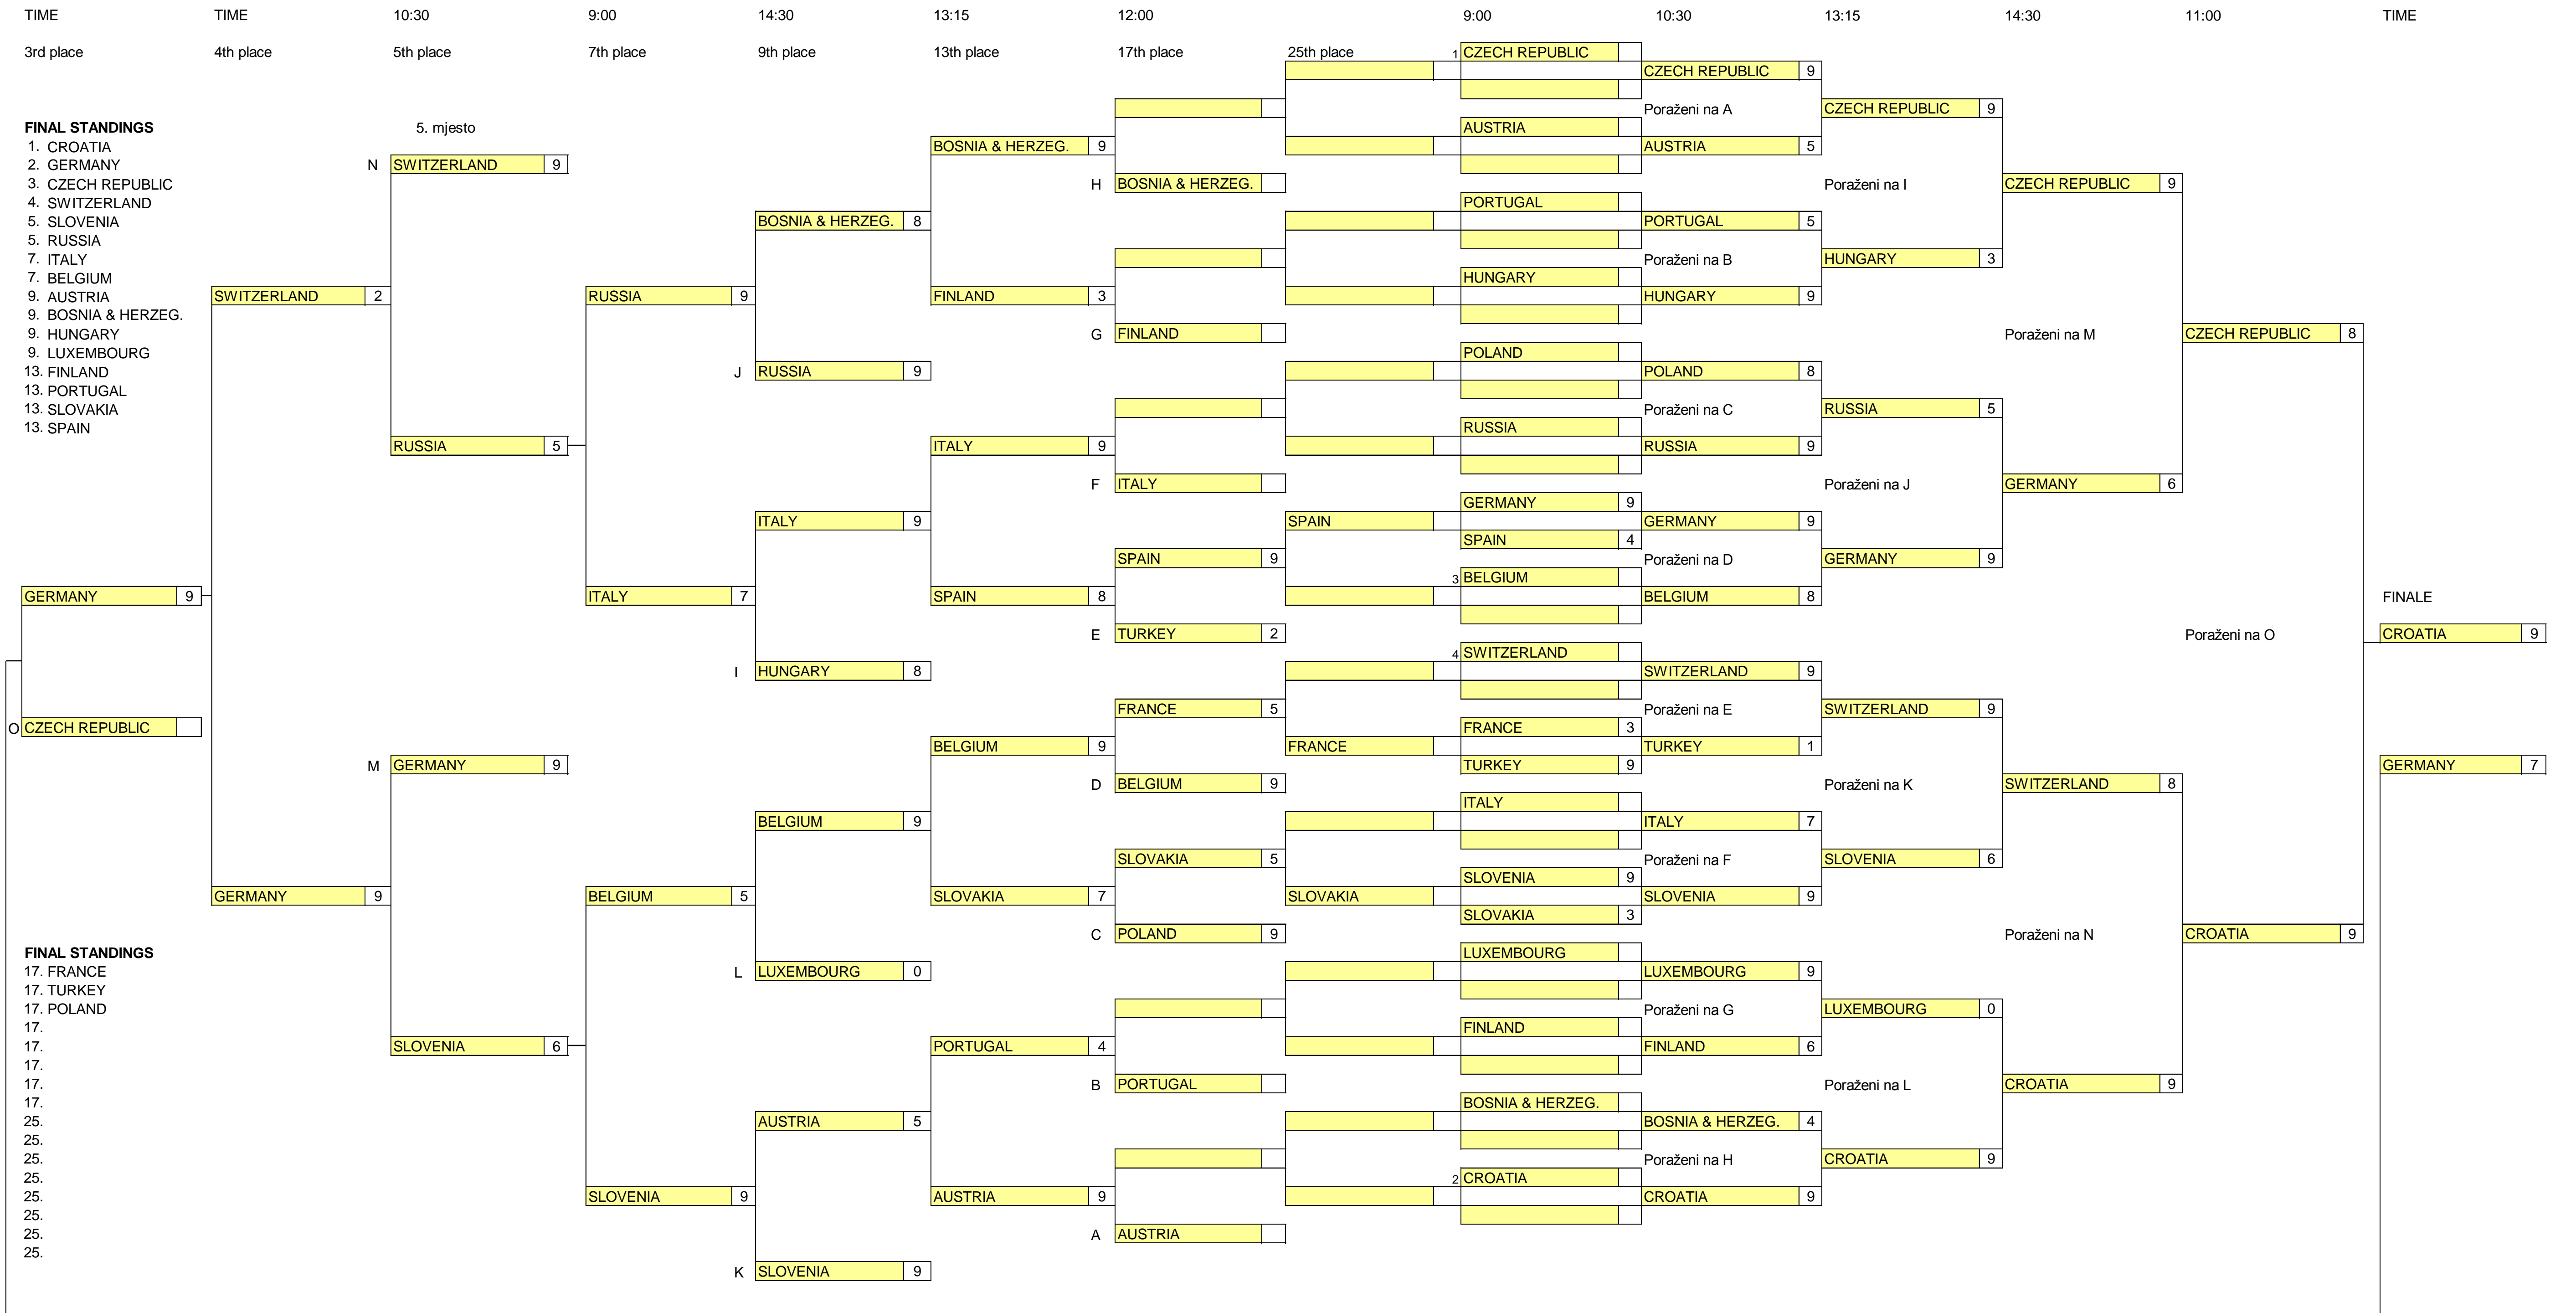 TIME TIME 10:30 9:00 14:30 13:15 12:00 9:00 10:30 13:15 14:30 11:00 TIME
3rd place 4th place 5th place 7th place 9th place 13th place 17th place 25th place 1 CZECH REPUBLIC
CZECH REPUBLIC 9
Poraženi na A CZECH REPUBLIC 9
FINAL STANDINGS 5. mjesto AUSTRIA
1. CROATIA BOSNIA & HERZEG. 9 AUSTRIA 5
2. GERMANY N SWITZERLAND 9
3. CZECH REPUBLIC H BOSNIA & HERZEG. Poraženi na I CZECH REPUBLIC 9
4. SWITZERLAND PORTUGAL
5. SLOVENIA BOSNIA & HERZEG. 8 PORTUGAL 5
5. RUSSIA
7. ITALY Poraženi na B HUNGARY 3
7. BELGIUM HUNGARY
9. AUSTRIA SWITZERLAND 2 RUSSIA 9 FINLAND 3 HUNGARY 9
9. BOSNIA & HERZEG.
9. HUNGARY G FINLAND Poraženi na M CZECH REPUBLIC 8
9. LUXEMBOURG POLAND
13. FINLAND J RUSSIA 9 POLAND 8
13. PORTUGAL
13. SLOVAKIA Poraženi na C RUSSIA 5
13. SPAIN RUSSIA
RUSSIA 5 ITALY 9 RUSSIA 9
F ITALY Poraženi na J GERMANY 6
GERMANY 9
ITALY 9 SPAIN GERMANY 9
SPAIN 4
SPAIN 9 Poraženi na D GERMANY 9
3 BELGIUM
GERMANY 9 ITALY 7 SPAIN 8 BELGIUM 8 FINALE
E TURKEY 2 Poraženi na O CROATIA 9
4 SWITZERLAND
I HUNGARY 8 SWITZERLAND 9
FRANCE 5 Poraženi na E SWITZERLAND 9
O CZECH REPUBLIC FRANCE 3
BELGIUM 9 FRANCE TURKEY 1
M GERMANY 9 TURKEY 9 GERMANY 7
D BELGIUM 9 Poraženi na K SWITZERLAND 8
ITALY
BELGIUM 9 ITALY 7
SLOVAKIA 5 Poraženi na F SLOVENIA 6
SLOVENIA 9
GERMANY 9 BELGIUM 5 SLOVAKIA 7 SLOVAKIA SLOVENIA 9
SLOVAKIA 3
C POLAND 9 Poraženi na N CROATIA 9
FINAL STANDINGS LUXEMBOURG
17. FRANCE L LUXEMBOURG 0 LUXEMBOURG 9
17. TURKEY
17. POLAND Poraženi na G LUXEMBOURG 0
17. FINLAND
17. SLOVENIA 6 PORTUGAL 4 FINLAND 6
17.
17. B PORTUGAL Poraženi na L CROATIA 9
17. BOSNIA & HERZEG.
25. AUSTRIA 5 BOSNIA & HERZEG. 4
25.
25. Poraženi na H CROATIA 9
25. 2 CROATIA
25. SLOVENIA 9 AUSTRIA 9 CROATIA 9
25.
25. A AUSTRIA
25.
K SLOVENIA 9